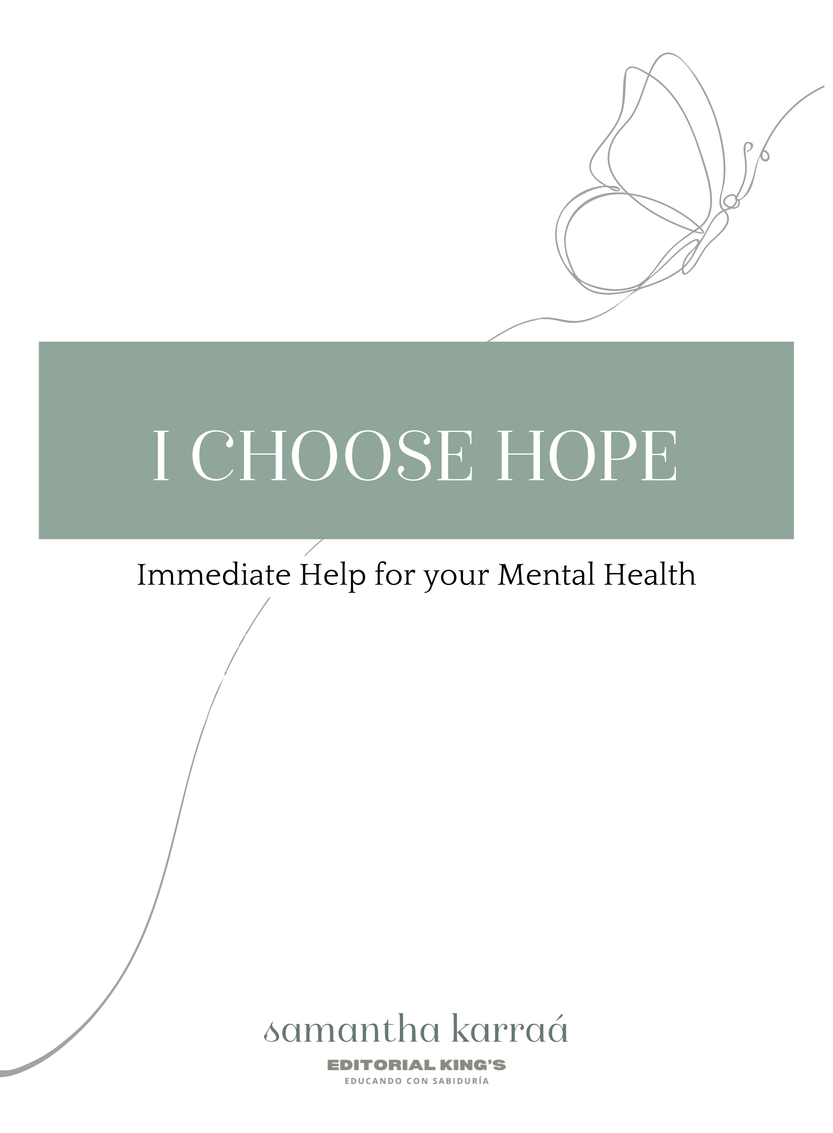 I CHOOSE HOPE
Immediate Help for your Mental Health
samantha karraá
EDITORIAL KING'S
EDUCANDO CON SABIDURÍA